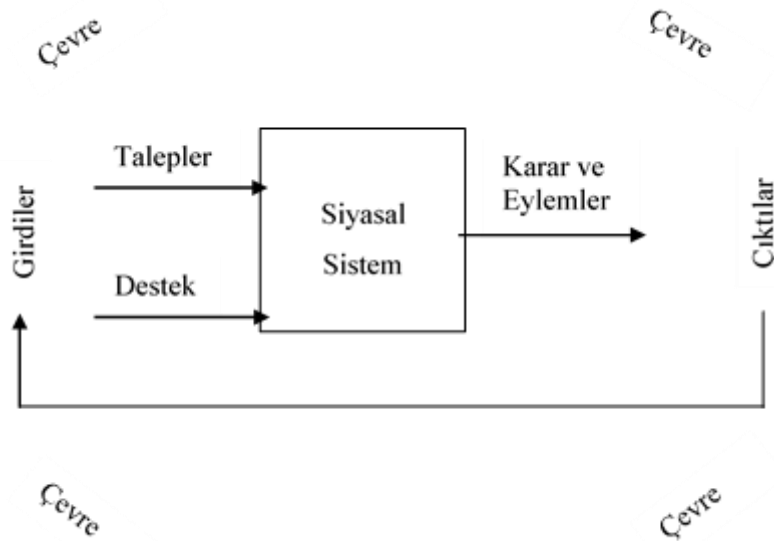 Çevre
Çevre
Talepler
Karar ve
Eylemler
Girdiler
Siyasal
Sistem
Çıktılar
Destek
Çevre
Çevre